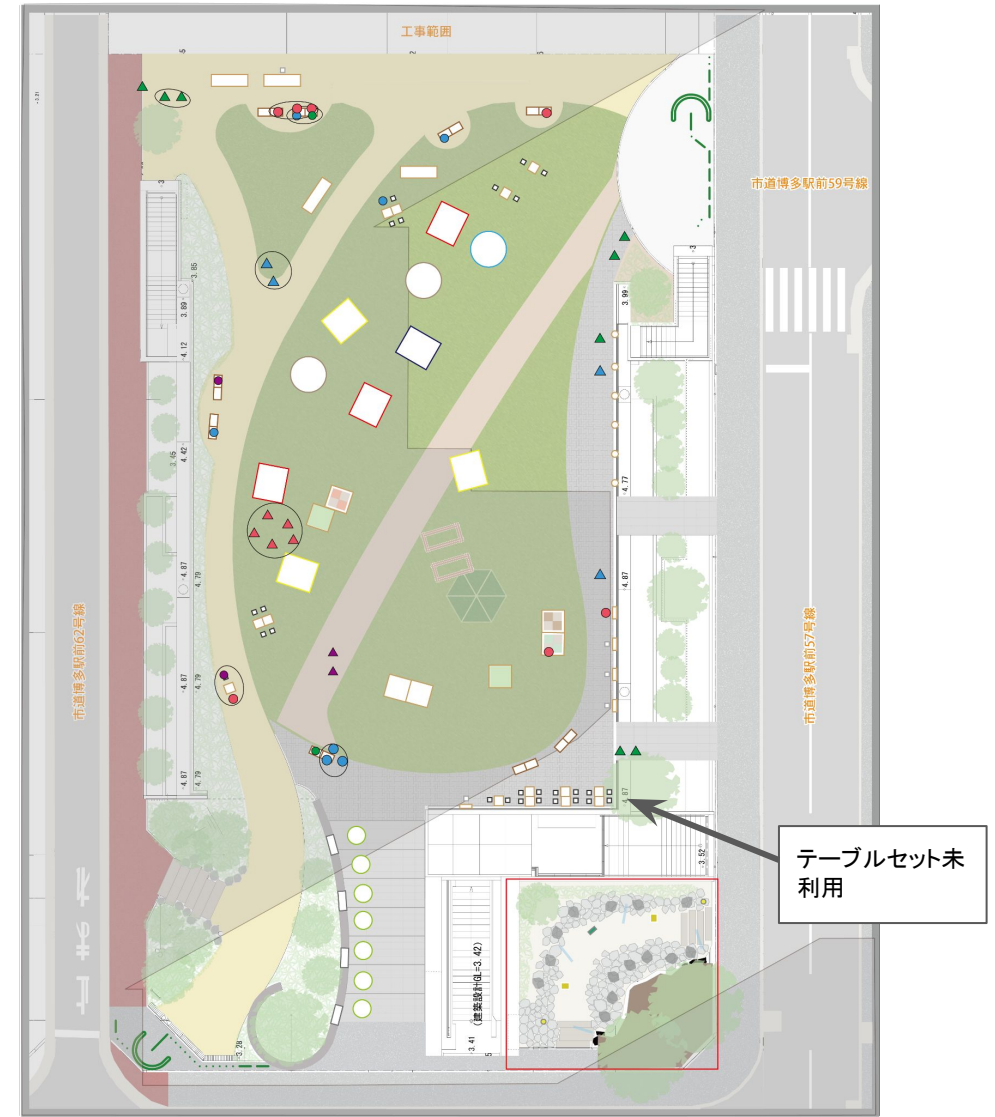 工事範囲
市道博多駅前59号線
3.85
3.89
4.12
3.99
4.42
3.45
4.77
4.87
4.79
4.87
市道博多駅前62号線
市道博多駅前57号線
4.87
4.79
4.87
4.79
4.87
テーブルセット未
利用
3.52
(建築設計GL=3.42)
3.41
3.28